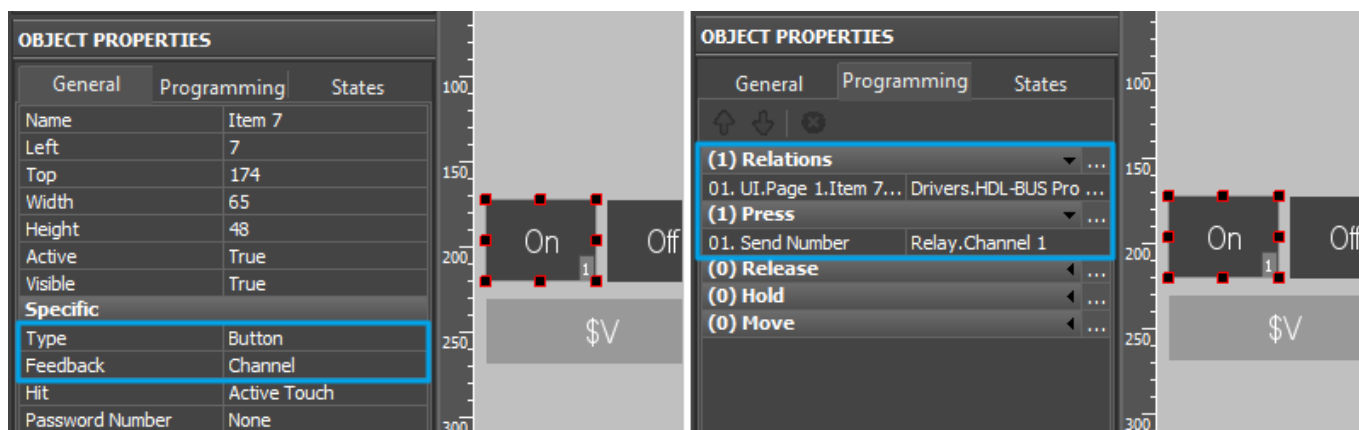 OBJECT PROPERTIES
General Programming States
Name Item 7
Left 7
Top 174
Width 65
Height 48
Active True
Visible True
Specific
Type Button
Feedback Channel
Hit Active Touch
Password Number None
100
150
200
250
300
On
1
Off
$V
OBJECT PROPERTIES
General Programming States
(1) Relations ...
01. UI.Page 1.Item 7... Drivers.HDL-BUS Pro ...
(1) Press ...
01. Send Number Relay.Channel 1
(0) Release ...
(0) Hold ...
(0) Move ...
100
150
200
250
300
On
1
Off
$V